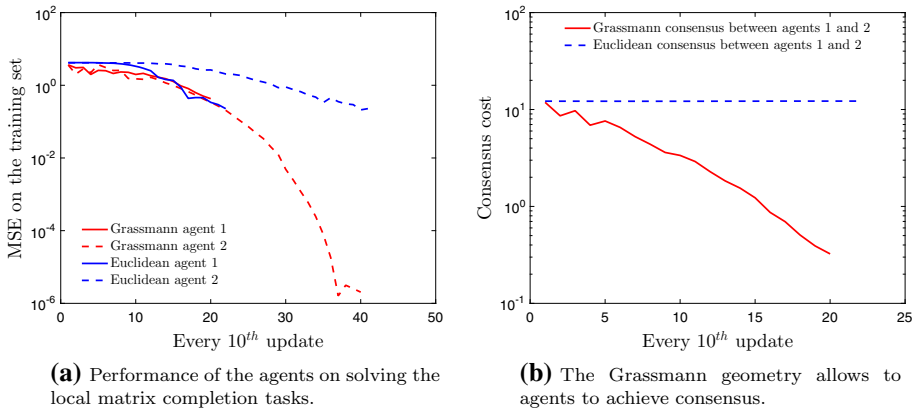 MSE on the training set
10^2
10^0
10^-2
10^-4
10^-6
Grassmann agent 1
Grassmann agent 2
Euclidean agent 1
Euclidean agent 2
0 10 20 30 40 50
Every 10^th update
(a) Performance of the agents on solving the
local matrix completion tasks.
Consensus cost
10^2
10^1
10^0
10^-1
Grassmann consensus between agents 1 and 2
Euclidean consensus between agents 1 and 2
0 5 10 15 20 25
Every 10^th update
(b) The Grassmann geometry allows to
agents to achieve consensus.